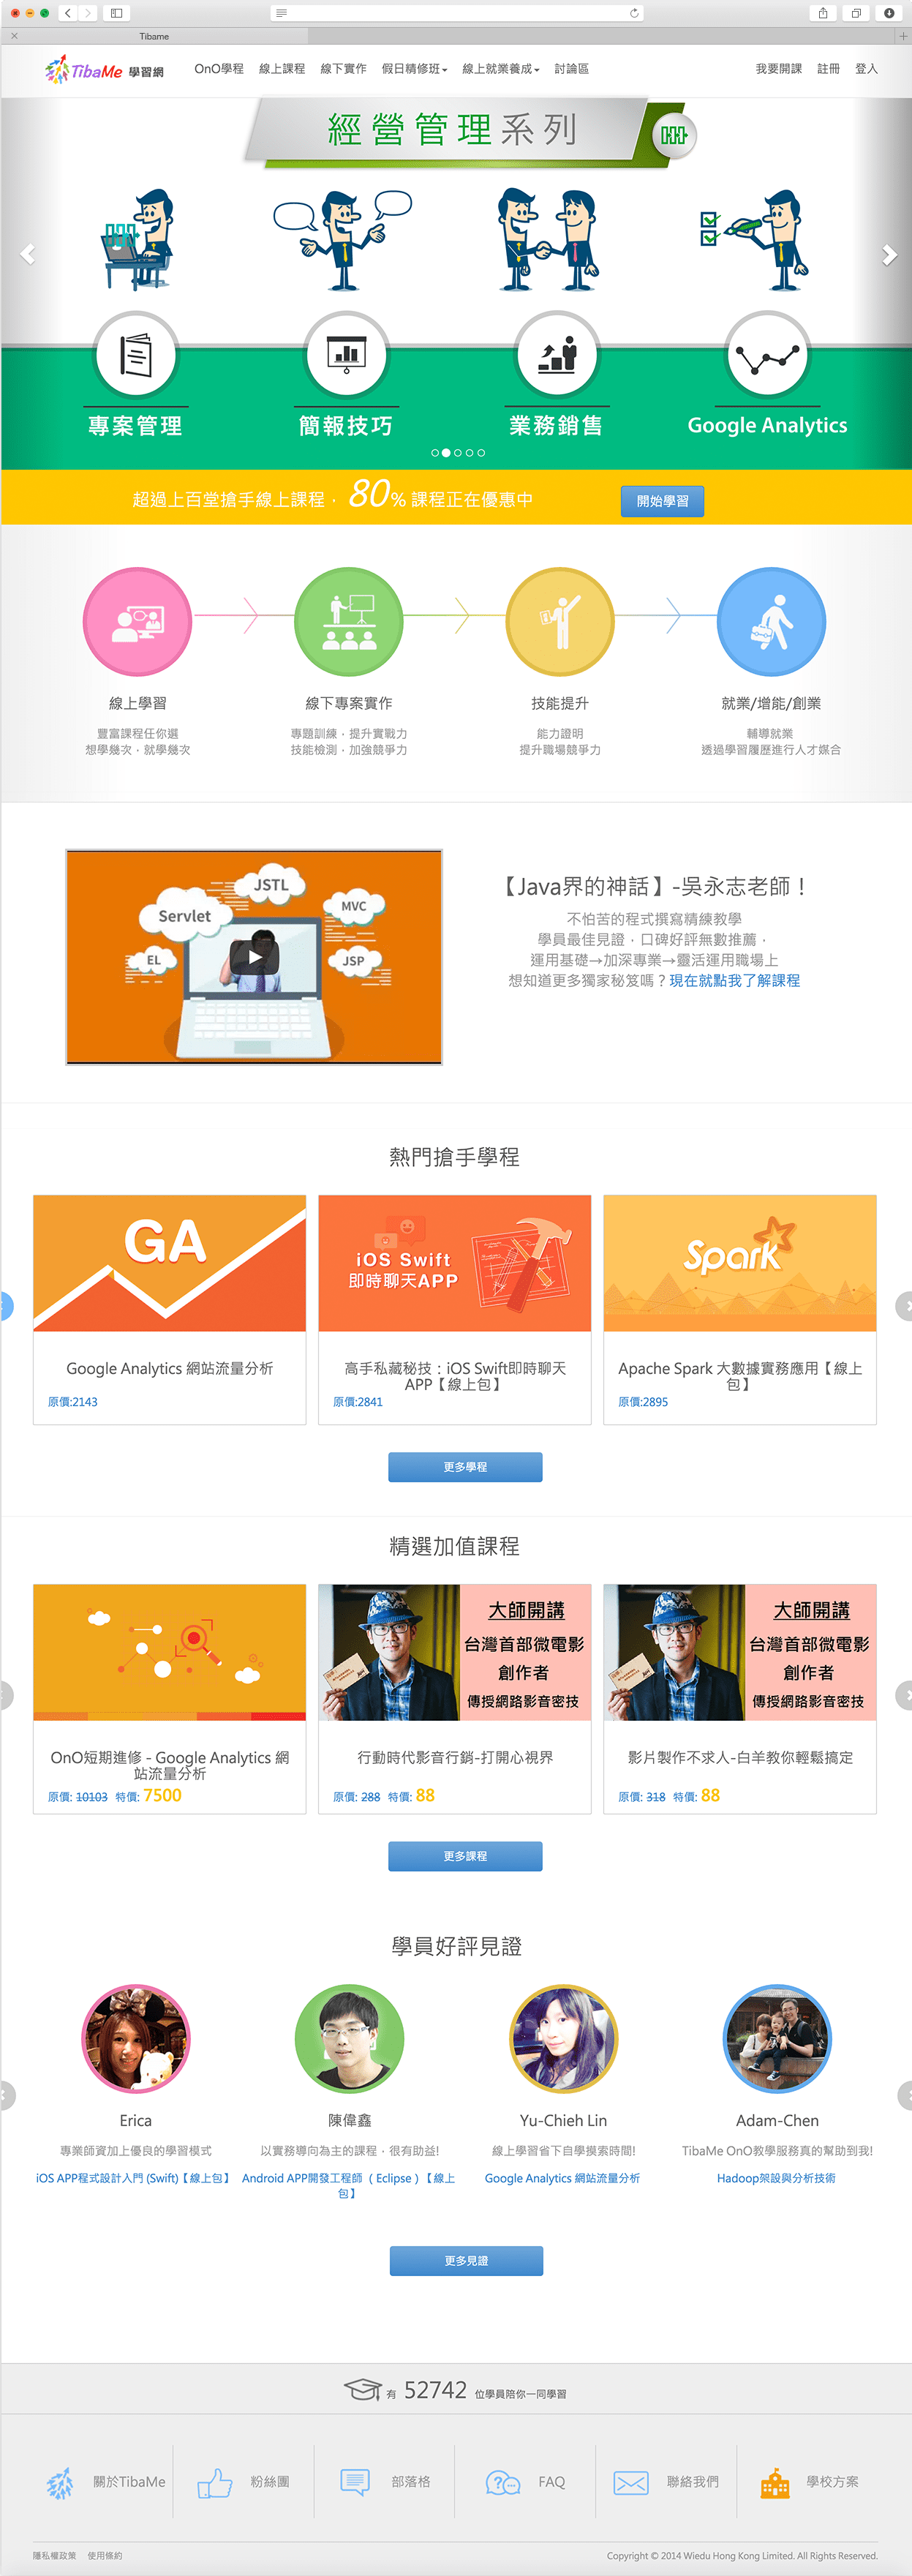 Tibame
TibaMe 學習網
OnO學程 線上課程 線下實作 假日精修班 線上就業養成 討論區 我要開課 註冊 登入
經營管理系列
專案管理 簡報技巧 業務銷售 Google Analytics
超過上百堂搶手線上課程，80% 課程正在優惠中 開始學習
線上學習
豐富課程任你選
想學幾次，就學幾次
線下專案實作
專題訓練，提升實戰力
技能檢測，加強競爭力
技能提升
能力證明
提升職場競爭力
就業/增能/創業
輔導就業
透過學習履歷進行人才媒合
JSTL
Servlet
MVC
EL
JSP
【Java界的神話】-吳永志老師！
不怕苦的程式撰寫精練教學
學員最佳見證，口碑好評無數推薦，
運用基礎→加深專業→靈活運用職場上
想知道更多獨家秘笈嗎？現在就點我了解課程
熱門搶手學程
GA
Google Analytics 網站流量分析
原價:2143
iOS Swift
即時聊天APP
高手私藏秘技：iOS Swift即時聊天
APP【線上包】
原價:2841
Spark
Apache Spark 大數據實務應用【線上
包】
原價:2895
更多學程
精選加值課程
OnO短期進修 - Google Analytics 網
站流量分析
原價: 10103 特價: 7500
大師開講
台灣首部微電影
創作者
傳授網路影音密技
行動時代影音行銷-打開心視界
原價: 288 特價: 88
大師開講
台灣首部微電影
創作者
傳授網路影音密技
影片製作不求人-白羊教你輕鬆搞定
原價: 318 特價: 88
更多課程
學員好評見證
Erica
專業師資加上優良的學習模式
iOS APP程式設計入門 (Swift)【線上包】
陳偉鑫
以實務導向為主的課程，很有助益!
Android APP開發工程師（ Eclipse ）【線上
包】
Yu-Chieh Lin
線上學習省下自學摸索時間!
Google Analytics 網站流量分析
Adam-Chen
TibaMe OnO教學服務真的幫助到我!
Hadoop架設與分析技術
更多見證
有 52742 位學員陪你一同學習
關於TibaMe 粉絲團 部落格 FAQ 聯絡我們 學校方案
隱私權政策 使用條約 Copyright © 2014 Wiedu Hong Kong Limited. All Rights Reserved.